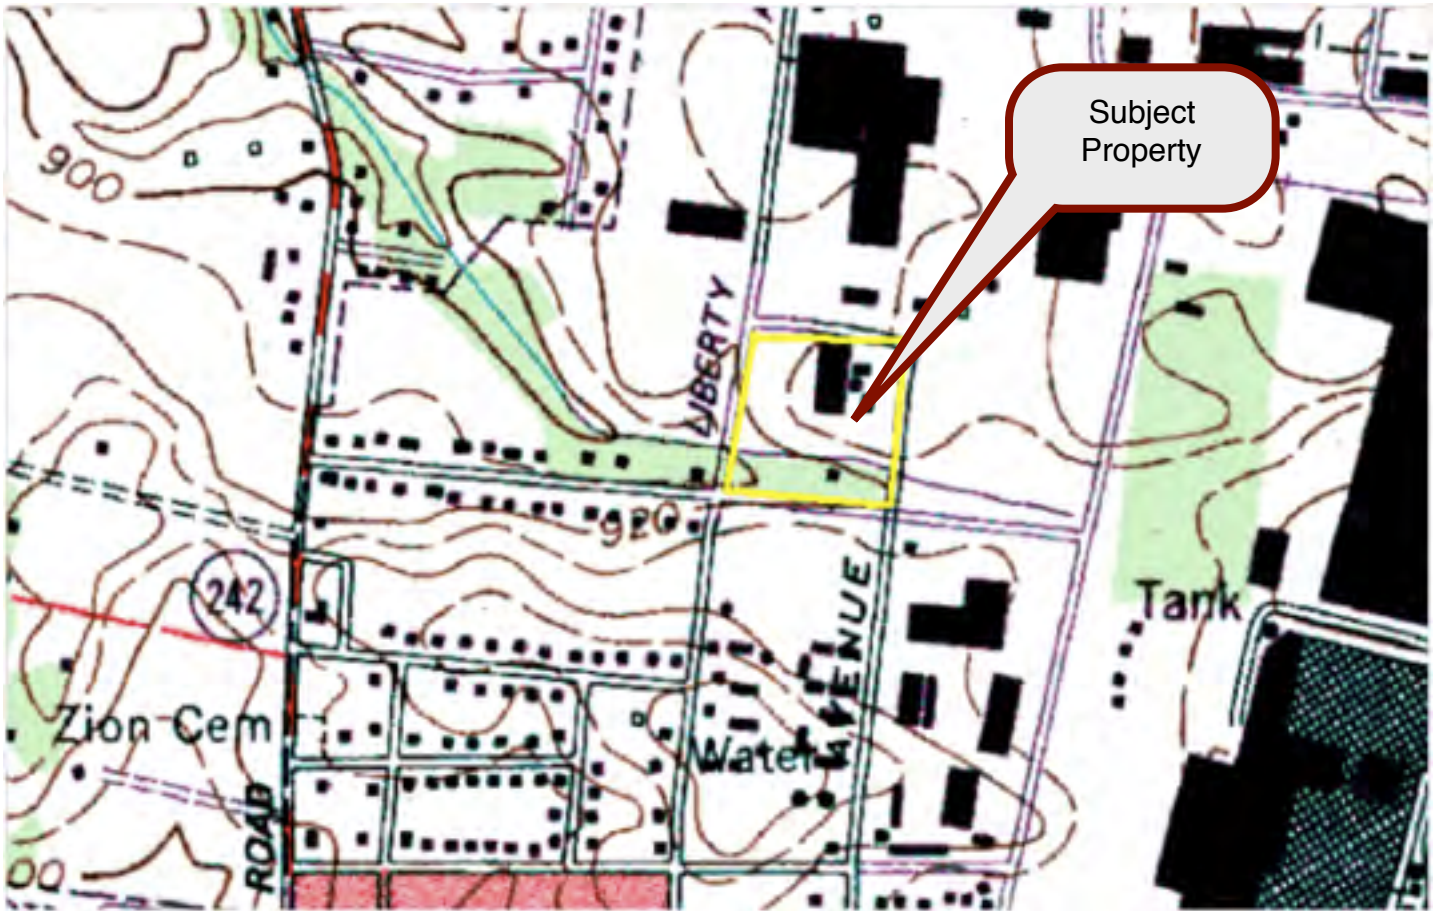 Subject
Property
900
LIBERTY
920
AVENUE
242
Tank
Zion Cem
Water
ROAD
00